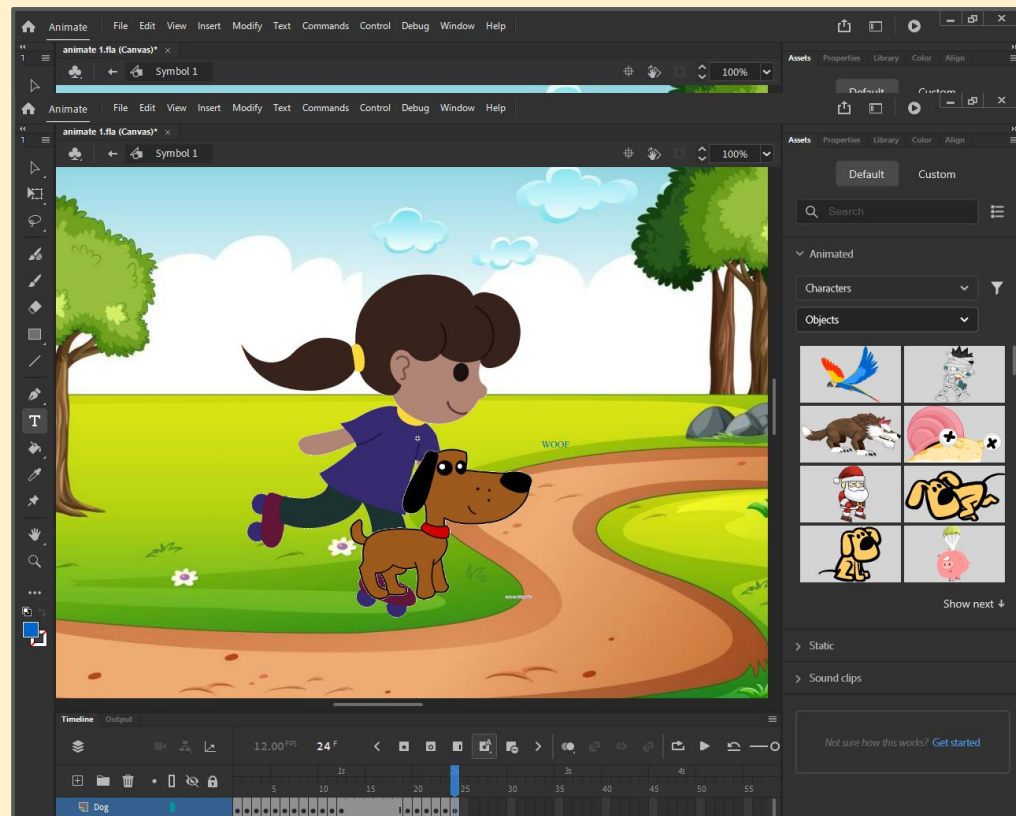 Animate File Edit View Insert Modify Text Commands Control Debug Window Help
animate 1.fla (Canvas)* ×
Assets Properties Library Color Align
Symbol 1 100%
Default Custom
Animate File Edit View Insert Modify Text Commands Control Debug Window Help
animate 1.fla (Canvas)* ×
Assets Properties Library Color Align
Symbol 1 100%
Default Custom
Search
Animated
Characters
Objects
WOOF
T
Show next ↓
Static
Sound clips
Not sure how this works? Get started
Timeline Output
12.00 FPS 24 F
1s 2s 3s 4s
5 10 15 20 25 30 35 40 45 50 55
Dog